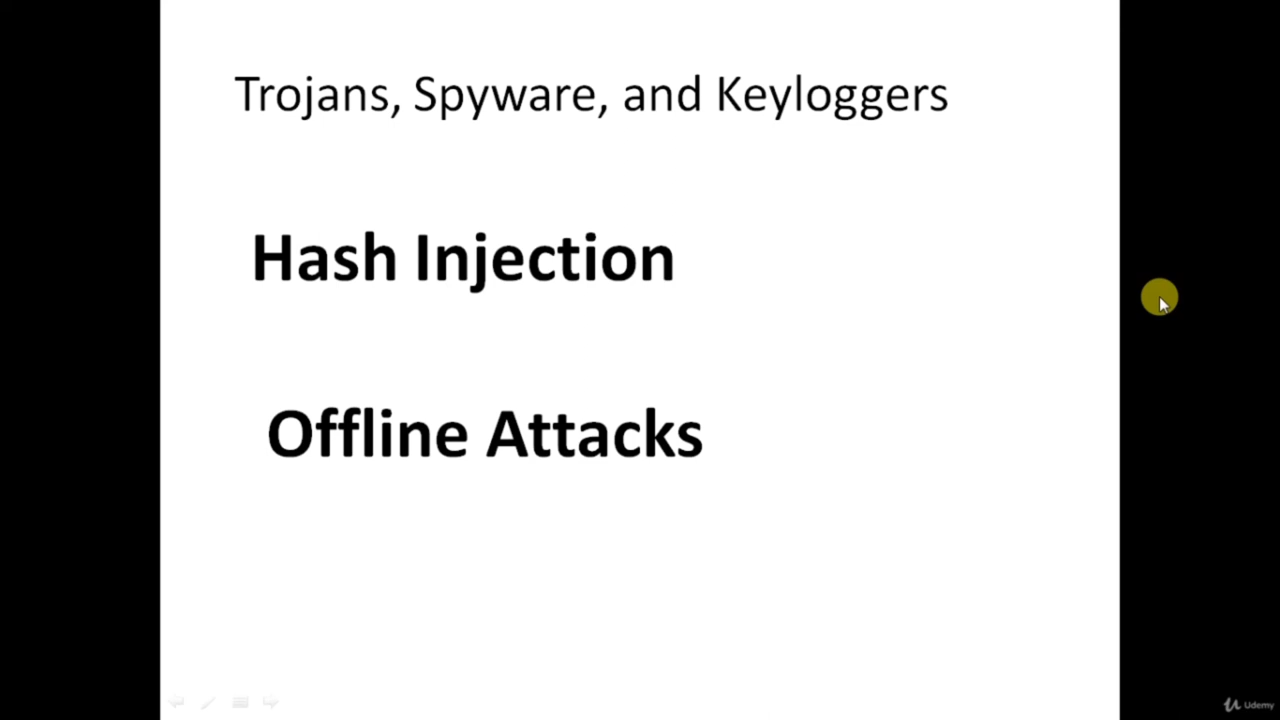 Trojans, Spyware, and Keyloggers
Hash Injection
Offline Attacks
Udemy